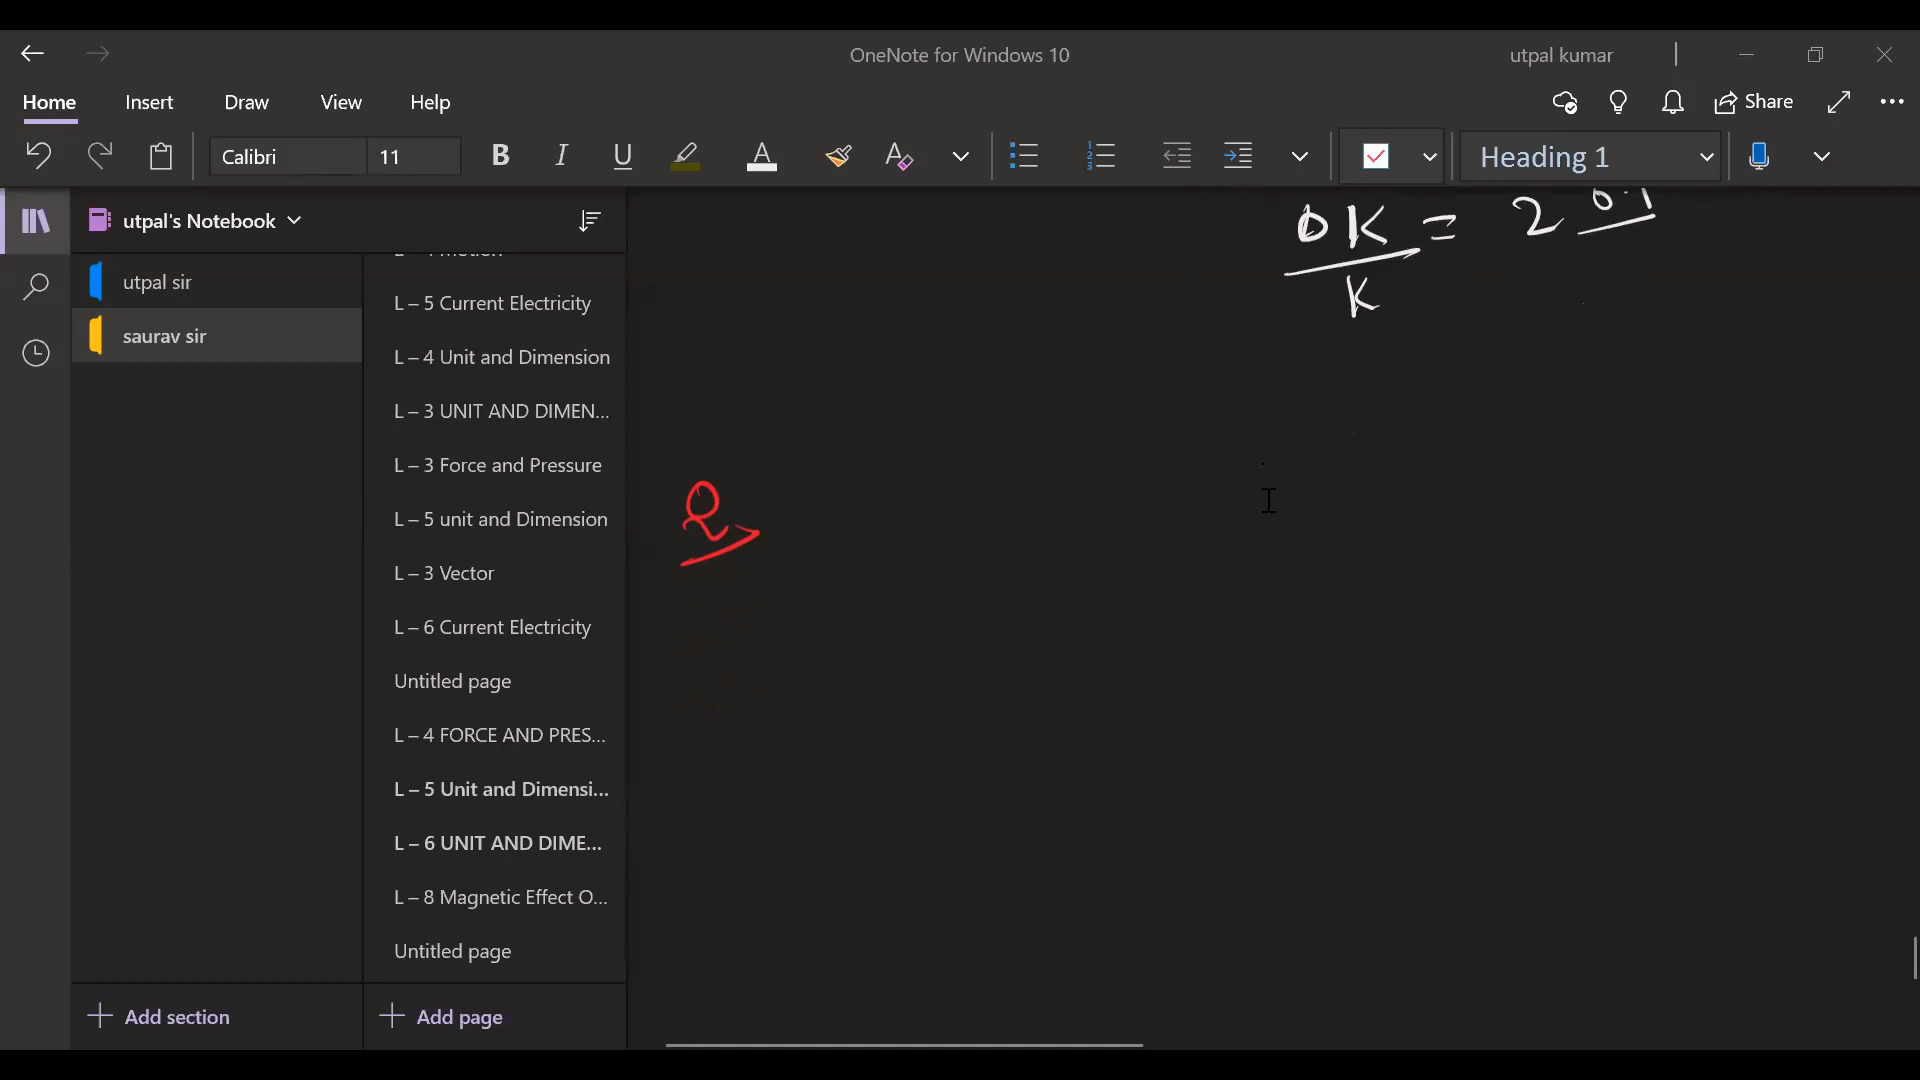 OneNote for Windows 10
utpal kumar
Home Insert Draw View Help
Share
Calibri 11 B I U A A Heading 1
utpal's Notebook
utpal sir
saurav sir
L – 5 Current Electricity
L – 4 Unit and Dimension
L – 3 UNIT AND DIMEN...
L – 3 Force and Pressure
L – 5 unit and Dimension
L – 3 Vector
L – 6 Current Electricity
Untitled page
L – 4 FORCE AND PRES...
L – 5 Unit and Dimensi...
L – 6 UNIT AND DIME...
L – 8 Magnetic Effect O...
Untitled page
Add section
Add page
K = 2 0.1
K
Q